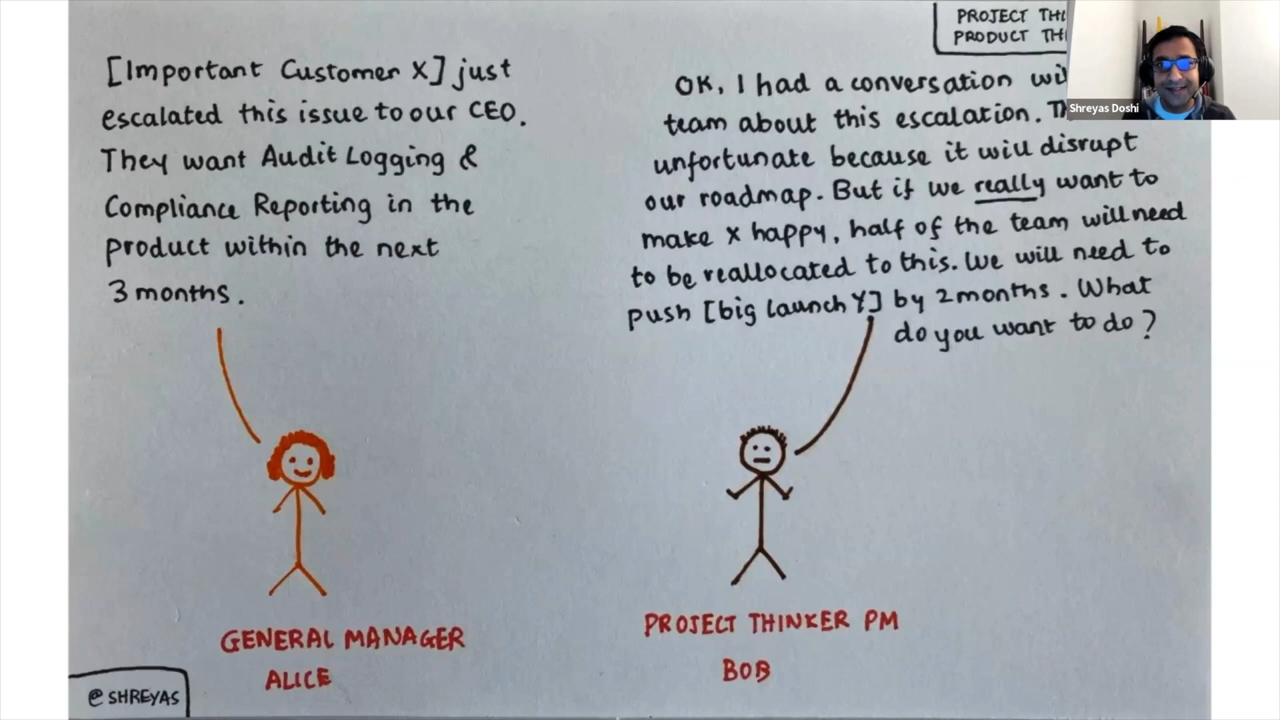 PROJECT
PRODUCT
Shreyas Doshi
[Important Customer X] just
escalated this issue to our CEO.
They want Audit Logging &
Compliance Reporting in the
product within the next
3 months.
OK, I had a conversation
team about this escalation.
unfortunate because it will disrupt
our roadmap. But if we really want to
make X happy, half of the team will need
to be reallocated to this. We will need to
push [big launch Y] by 2 months. What
do you want to do?
GENERAL MANAGER
ALICE
PROJECT THINKER PM
BOB
@SHREYAS